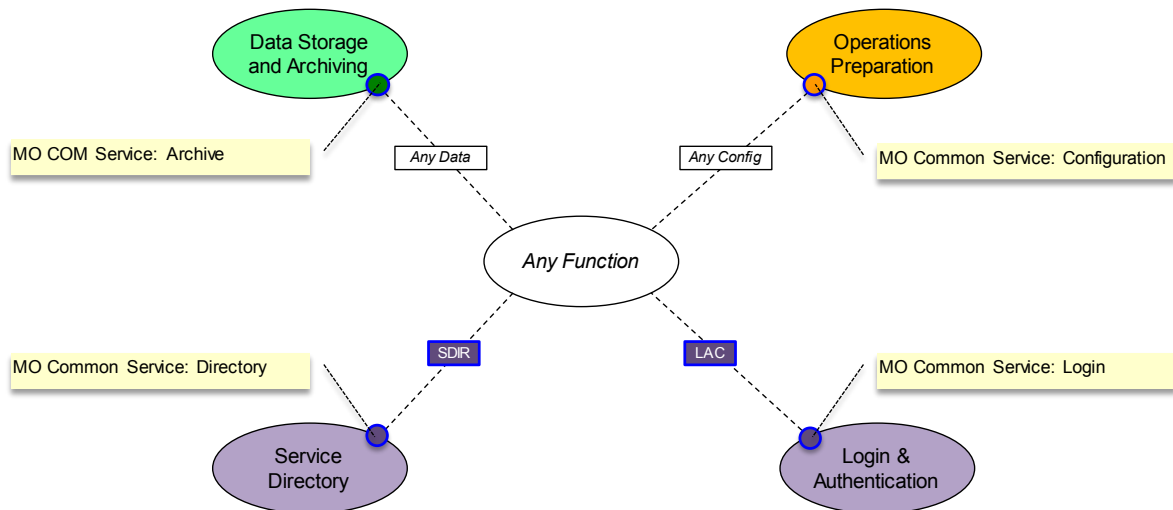 Data Storage
and Archiving
Operations
Preparation
MO COM Service: Archive
Any Data
Any Config
MO Common Service: Configuration
Any Function
MO Common Service: Directory
SDIR
LAC
MO Common Service: Login
Service
Directory
Login &
Authentication